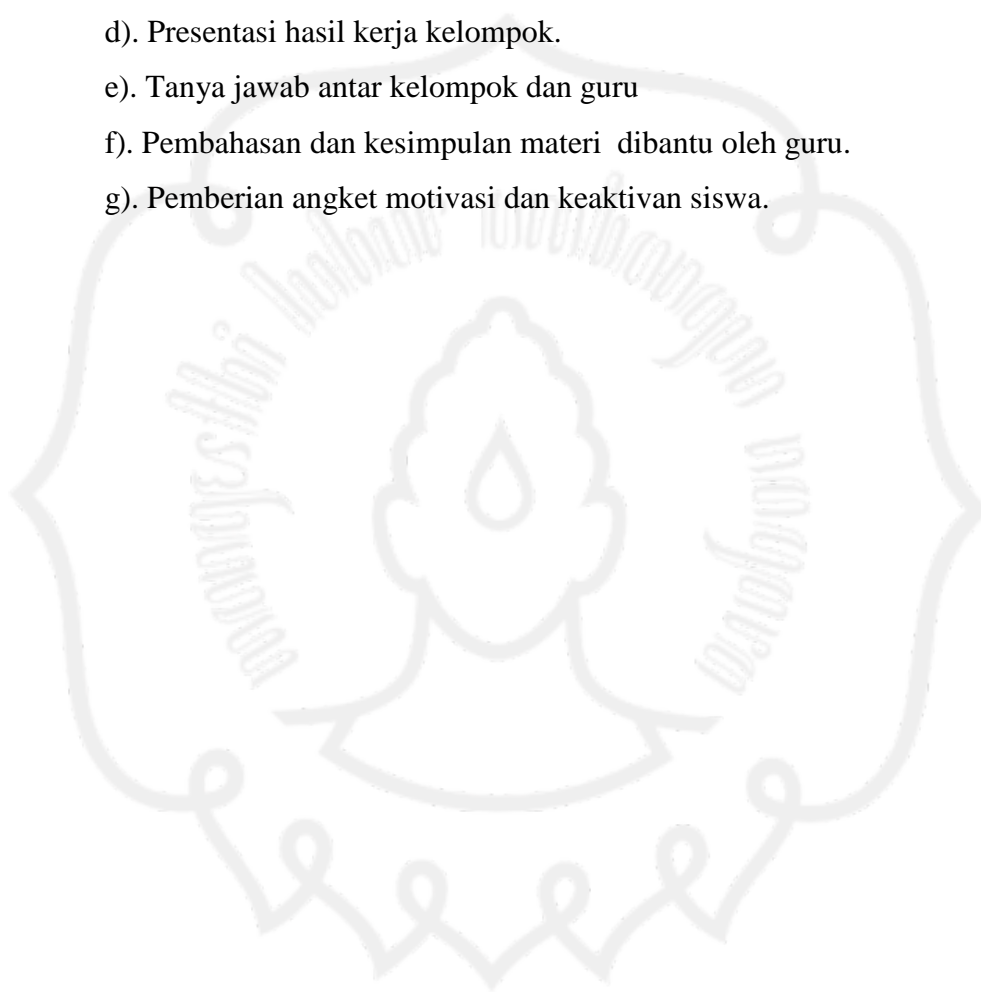 d). Presentasi hasil kerja kelompok.
e). Tanya jawab antar kelompok dan guru
f). Pembahasan dan kesimpulan materi  dibantu oleh guru.
g). Pemberian angket motivasi dan keaktivan siswa.